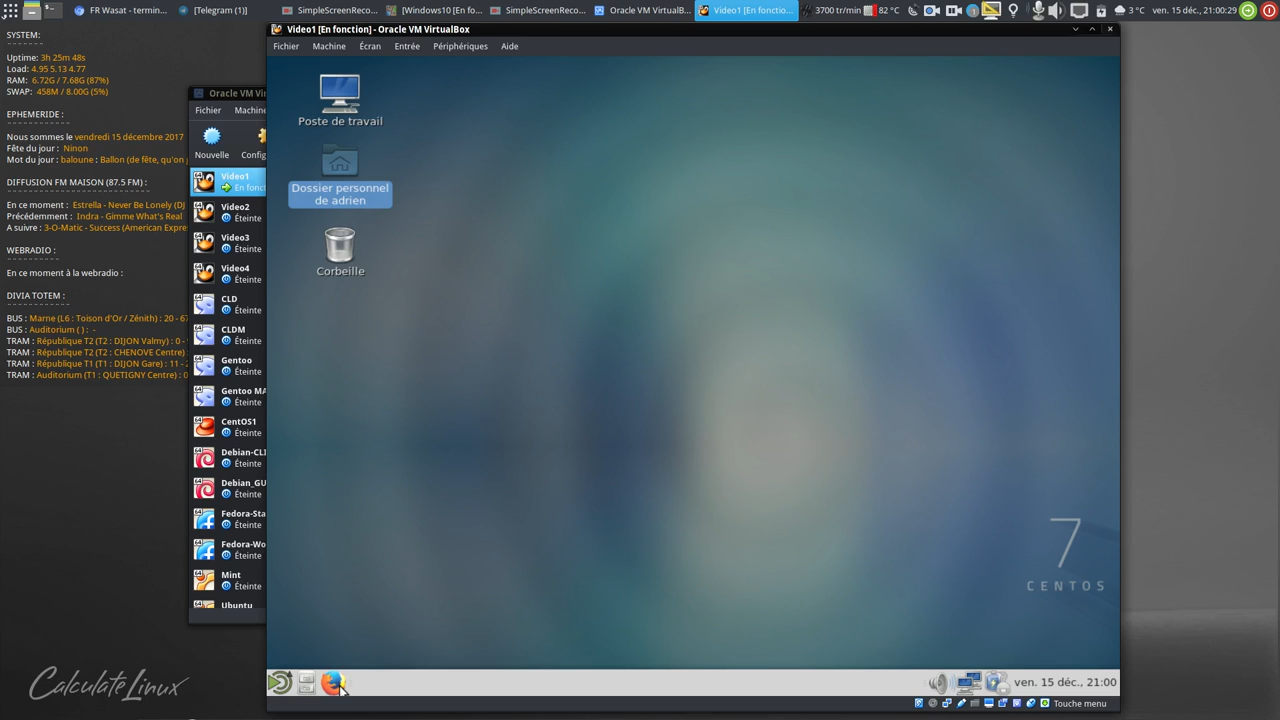 FR Wasat - termin...
[Telegram (1)]
SimpleScreenReco...
[Windows10 [En fo...
SimpleScreenReco...
Oracle VM VirtualB...
Video1 [En fonctio...
3700 tr/min
82 °C
3 °C
ven. 15 déc., 21:00:29
SYSTEM:
Uptime: 3h 25m 48s
Load: 4.95 5.13 4.77
RAM: 6.72G / 7.68G (87%)
SWAP: 458M / 8.00G (5%)
EPHEMERIDE :
Nous sommes le vendredi 15 décembre 2017
Fête du jour : Ninon
Mot du jour : baloune : Ballon (de fête, qu'on
DIFFUSION FM MAISON (87.5 FM) :
En ce moment : Estrella - Never Be Lonely (DJ
Précédemment : Indra - Gimme What's Real
A suivre : 3-O-Matic - Success (American Expre
WEBRADIO :
En ce moment à la webradio :
DIVIA TOTEM :
BUS : Marne (L6 : Toison d'Or / Zénith) : 20 - 67
BUS : Auditorium ( ) : -
TRAM : République T2 (T2 : DIJON Valmy) : 0 -
TRAM : République T2 (T2 : CHENOVE Centre)
TRAM : République T1 (T1 : DIJON Gare) : 11 -
TRAM : Auditorium (T1 : QUETIGNY Centre) : 0
Calculate Linux
Oracle VM Vir
Fichier Machine
Nouvelle Config
Video1
En fonct
Video2
Éteinte
Video3
Éteinte
Video4
Éteinte
CLD
Éteinte
CLDM
Éteinte
Gentoo
Éteinte
Gentoo MA
Éteinte
CentOS1
Éteinte
Debian-CLI
Éteinte
Debian_GU
Éteinte
Fedora-Sta
Éteinte
Fedora-Wo
Éteinte
Mint
Éteinte
Ubuntu
Video1 [En fonction] - Oracle VM VirtualBox
Fichier Machine Écran Entrée Périphériques Aide
Poste de travail
Dossier personnel
de adrien
Corbeille
7
CENTOS
ven. 15 déc., 21:00
Touche menu